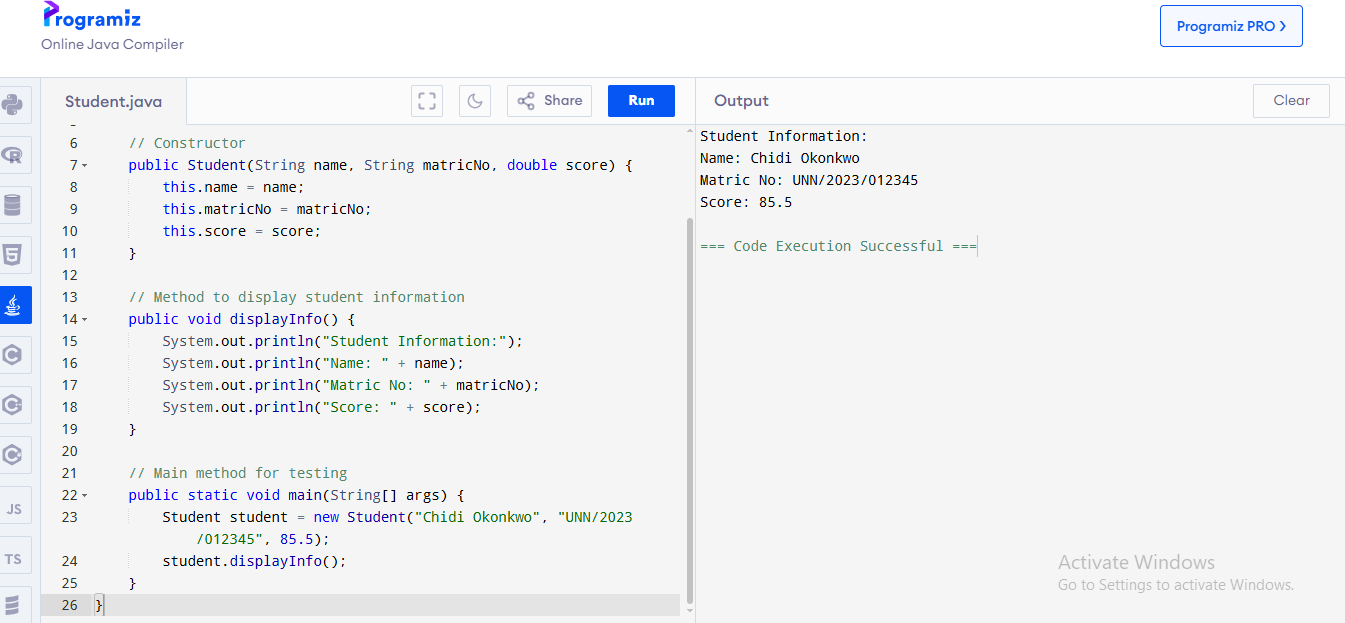 Programiz
Online Java Compiler
Programiz PRO >
Student.java
Share
Run
Output
Clear
6 // Constructor
7 public Student(String name, String matricNo, double score) {
8 this.name = name;
9 this.matricNo = matricNo;
10 this.score = score;
11 }
12
13 // Method to display student information
14 public void displayInfo() {
15 System.out.println("Student Information:");
16 System.out.println("Name: " + name);
17 System.out.println("Matric No: " + matricNo);
18 System.out.println("Score: " + score);
19 }
20
21 // Main method for testing
22 public static void main(String[] args) {
23 Student student = new Student("Chidi Okonkwo", "UNN/2023
/012345", 85.5);
24 student.displayInfo();
25 }
26 }
JS
TS
Student Information:
Name: Chidi Okonkwo
Matric No: UNN/2023/012345
Score: 85.5
=== Code Execution Successful ===
Activate Windows
Go to Settings to activate Windows.